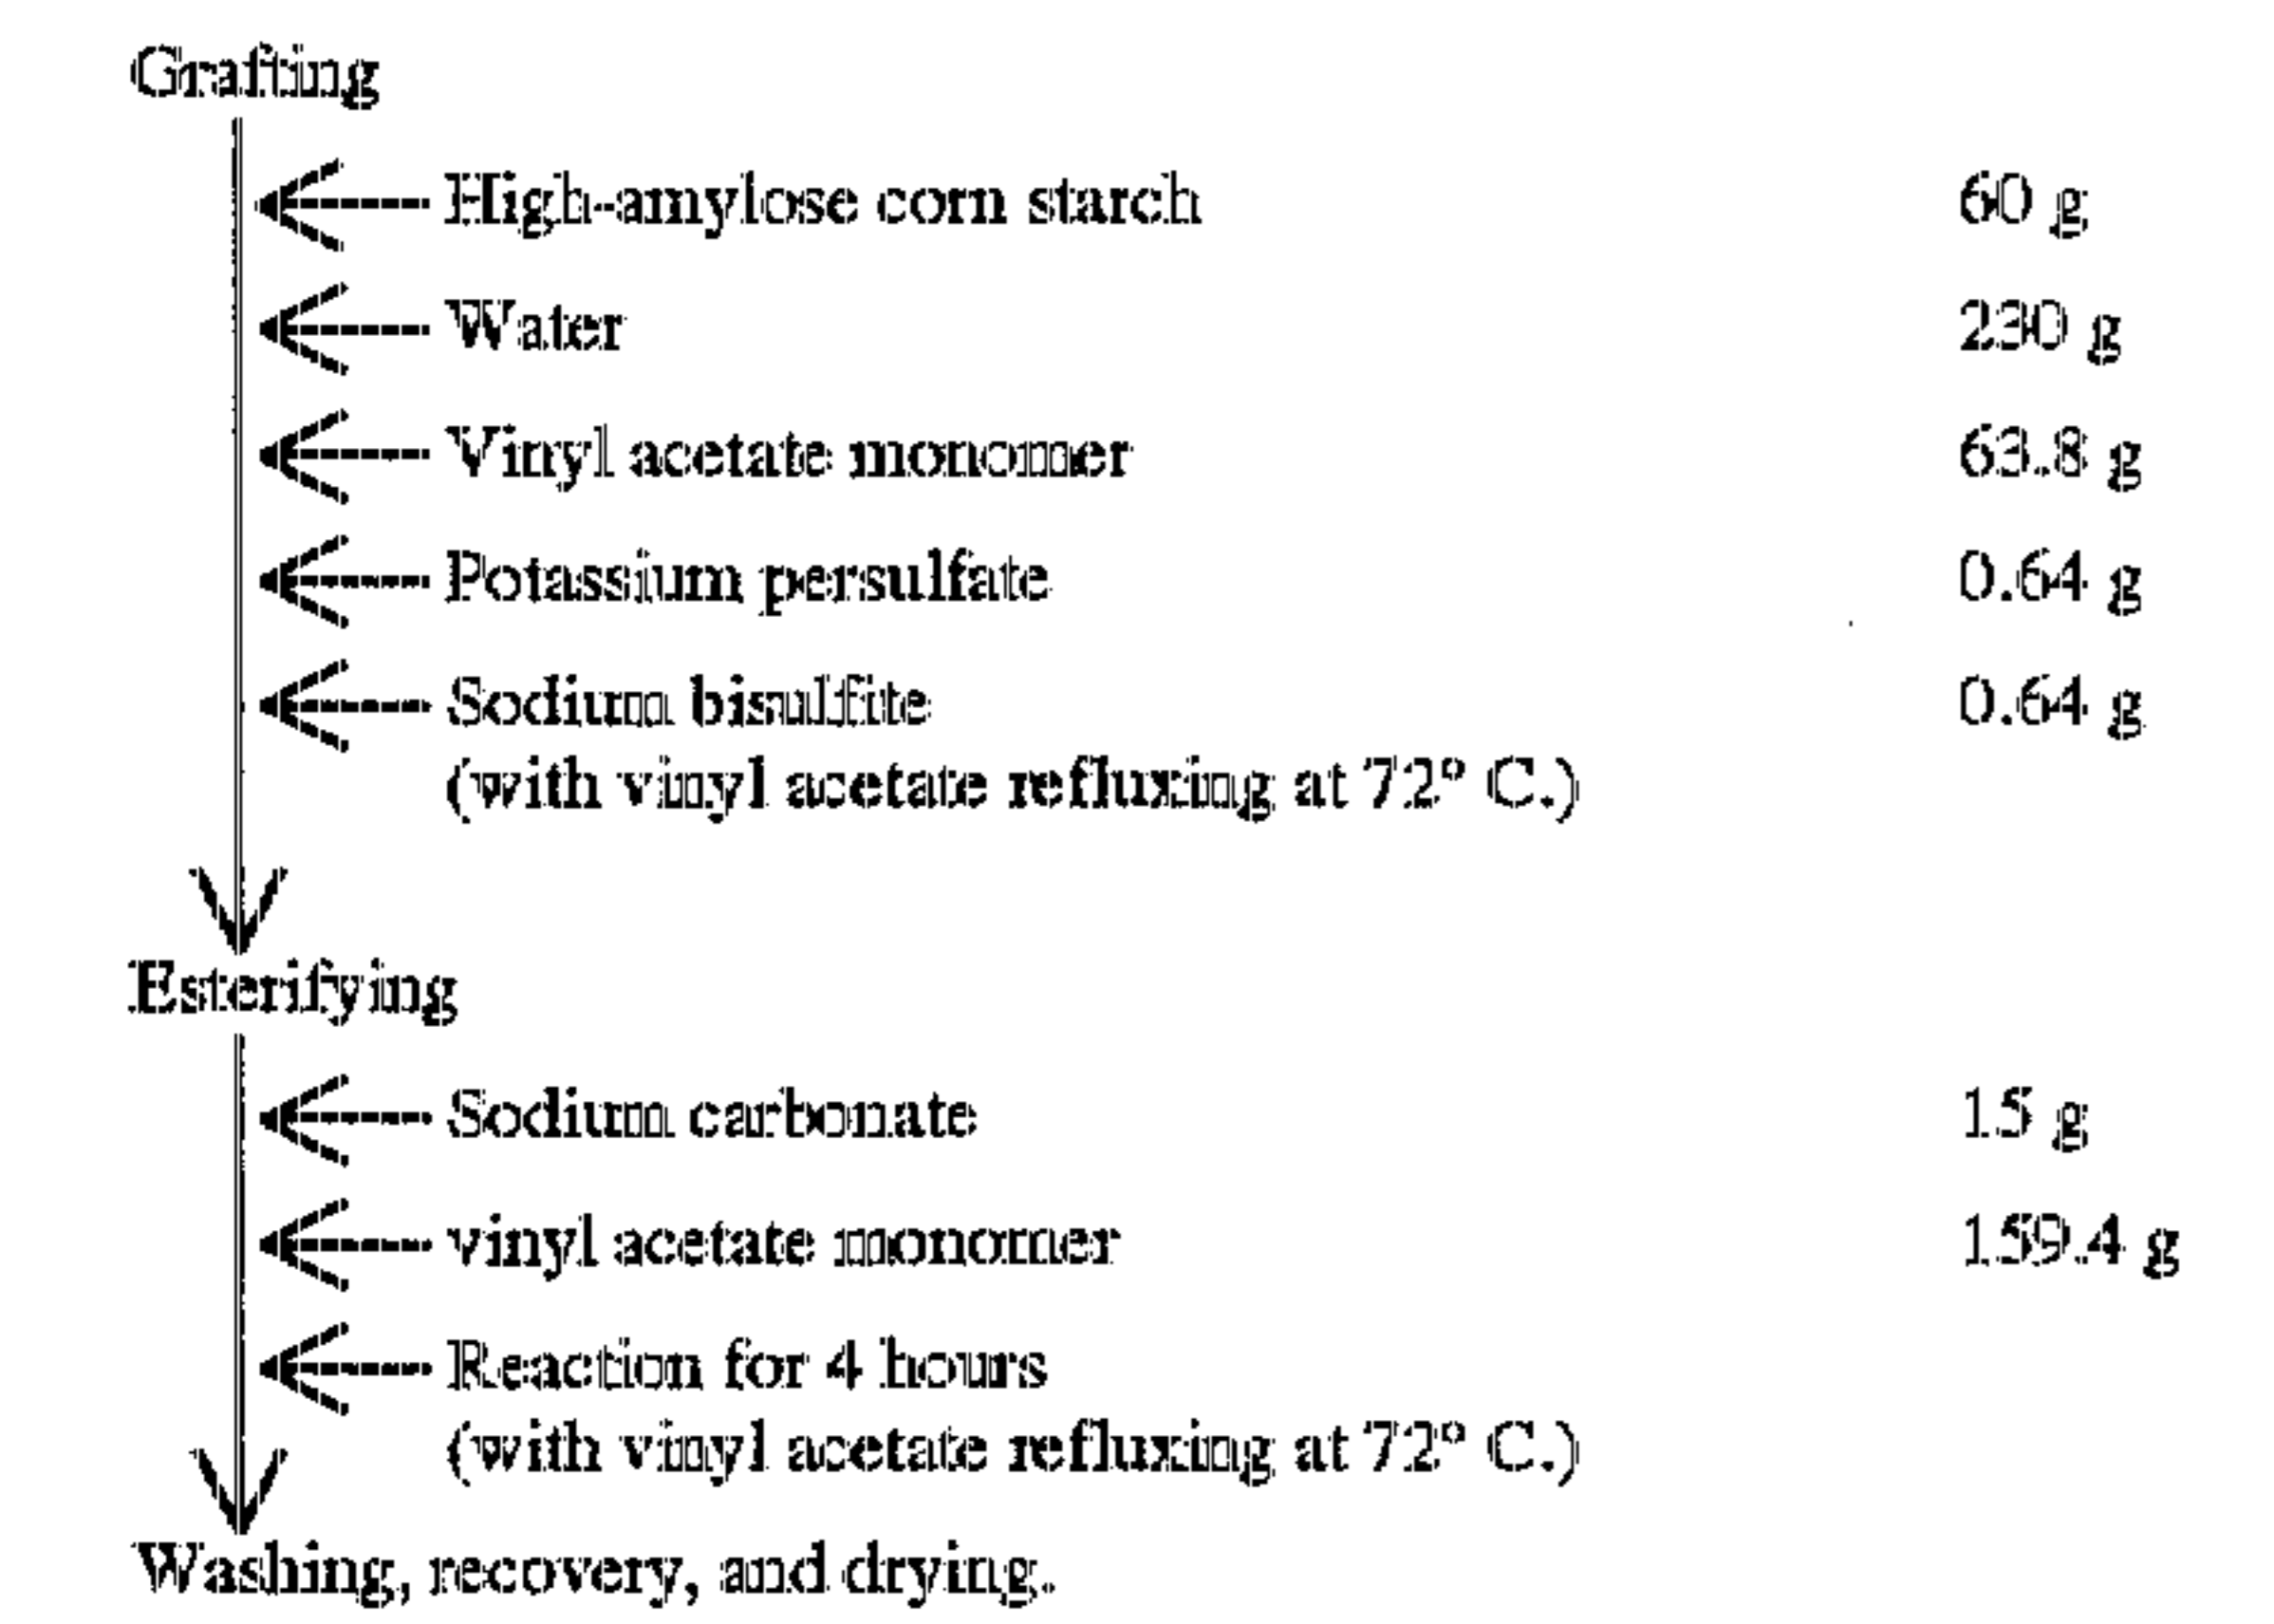 Grafting
High-amylose corn starch 60 g
Water 230 g
Vinyl acetate monomer 63.8 g
Potassium persulfate 0.64 g
Sodium bisulfite 0.64 g
(with vinyl acetate refluxing at 72° C.)
Esterifying
Sodium carbonate 15 g
vinyl acetate monomer 159.4 g
Reaction for 4 hours
(with vinyl acetate refluxing at 72° C.)
Washing, recovery, and drying.